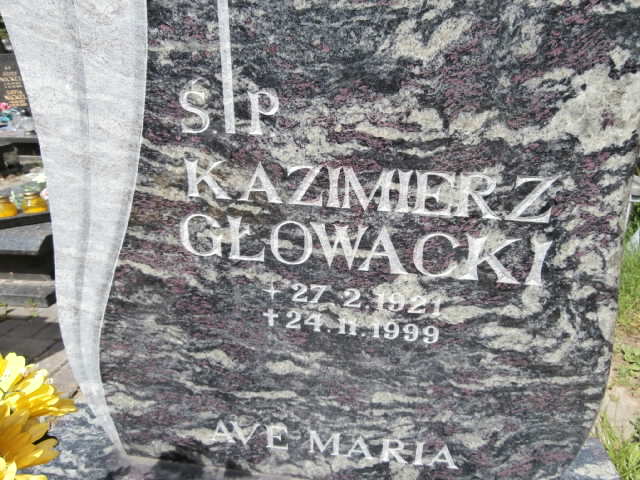 Ś. P
KAZIMIERZ
GŁOWACKI
+ 27.2.1921
+ 24.11.1999
AVE MARIA